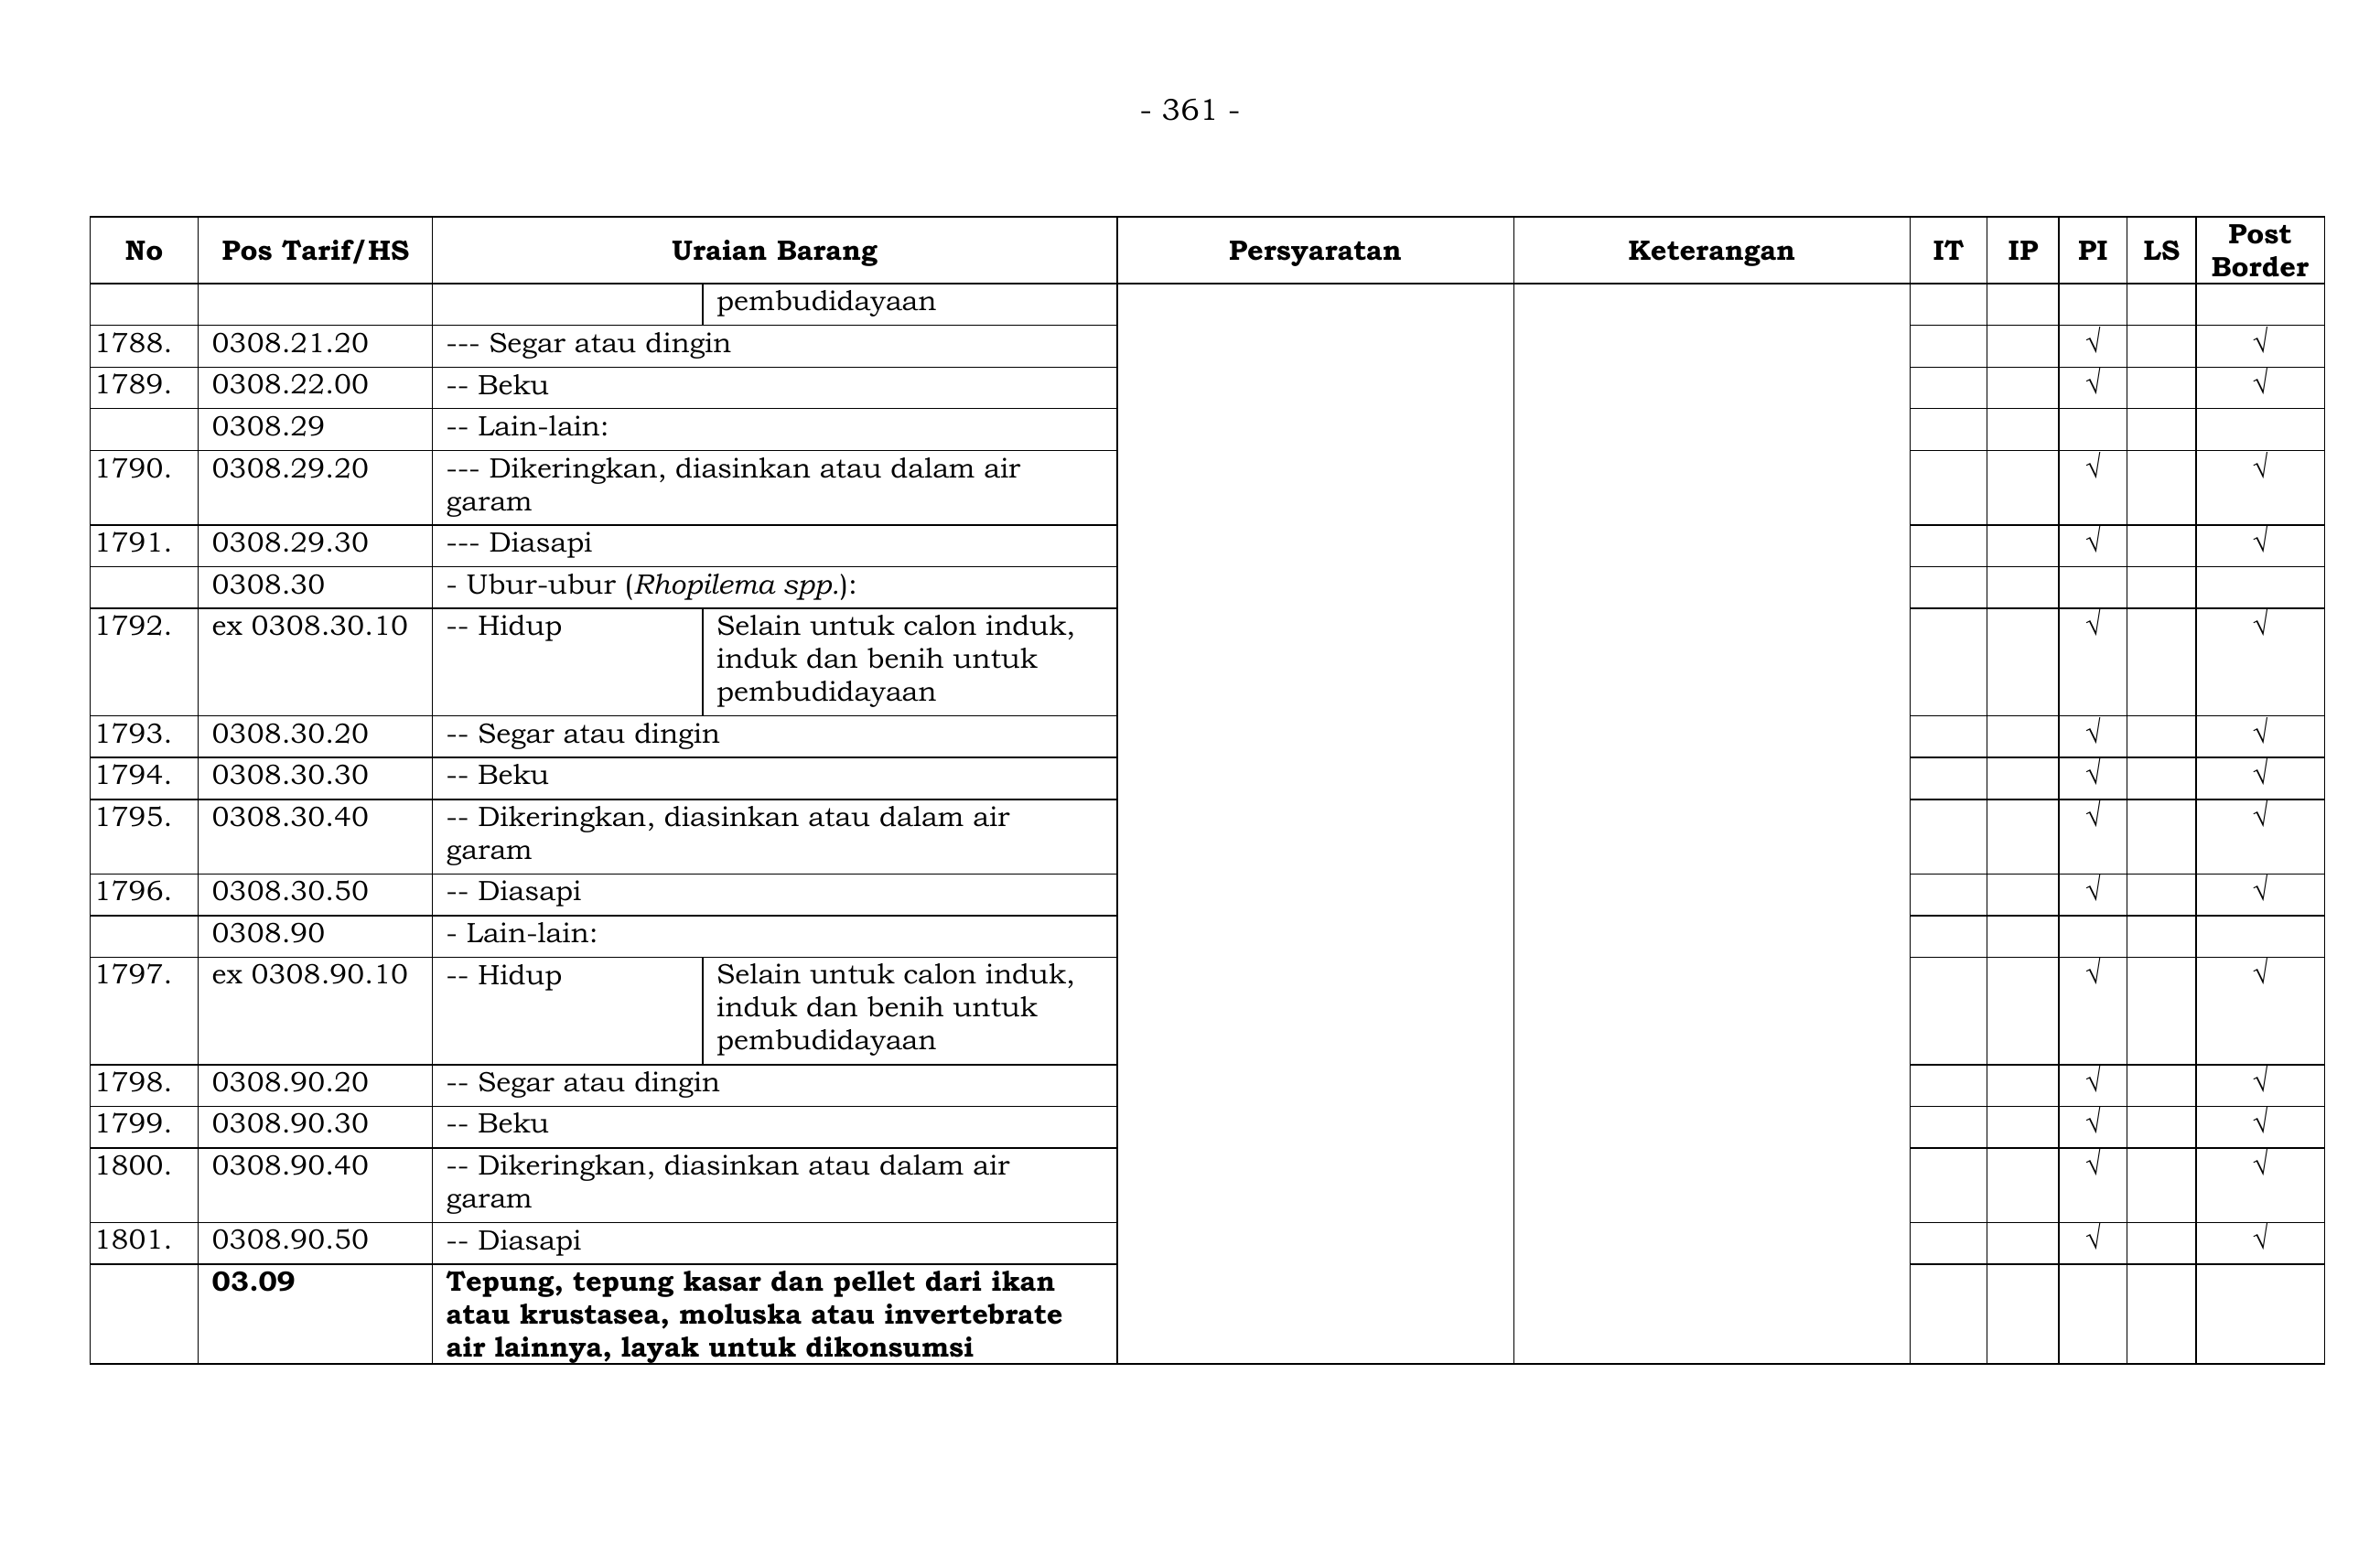 - 361 -
No Pos Tarif/HS Uraian Barang Persyaratan Keterangan IT IP PI LS Post Border
pembudidayaan
1788. 0308.21.20 --- Segar atau dingin √ √
1789. 0308.22.00 -- Beku √ √
0308.29 -- Lain-lain:
1790. 0308.29.20 --- Dikeringkan, diasinkan atau dalam air √ √
garam
1791. 0308.29.30 --- Diasapi √ √
0308.30 - Ubur-ubur (Rhopilema spp.):
1792. ex 0308.30.10 -- Hidup Selain untuk calon induk, √ √
induk dan benih untuk
pembudidayaan
1793. 0308.30.20 -- Segar atau dingin √ √
1794. 0308.30.30 -- Beku √ √
1795. 0308.30.40 -- Dikeringkan, diasinkan atau dalam air √ √
garam
1796. 0308.30.50 -- Diasapi √ √
0308.90 - Lain-lain:
1797. ex 0308.90.10 -- Hidup Selain untuk calon induk, √ √
induk dan benih untuk
pembudidayaan
1798. 0308.90.20 -- Segar atau dingin √ √
1799. 0308.90.30 -- Beku √ √
1800. 0308.90.40 -- Dikeringkan, diasinkan atau dalam air √ √
garam
1801. 0308.90.50 -- Diasapi √ √
03.09 Tepung, tepung kasar dan pellet dari ikan
atau krustasea, moluska atau invertebrate
air lainnya, layak untuk dikonsumsi